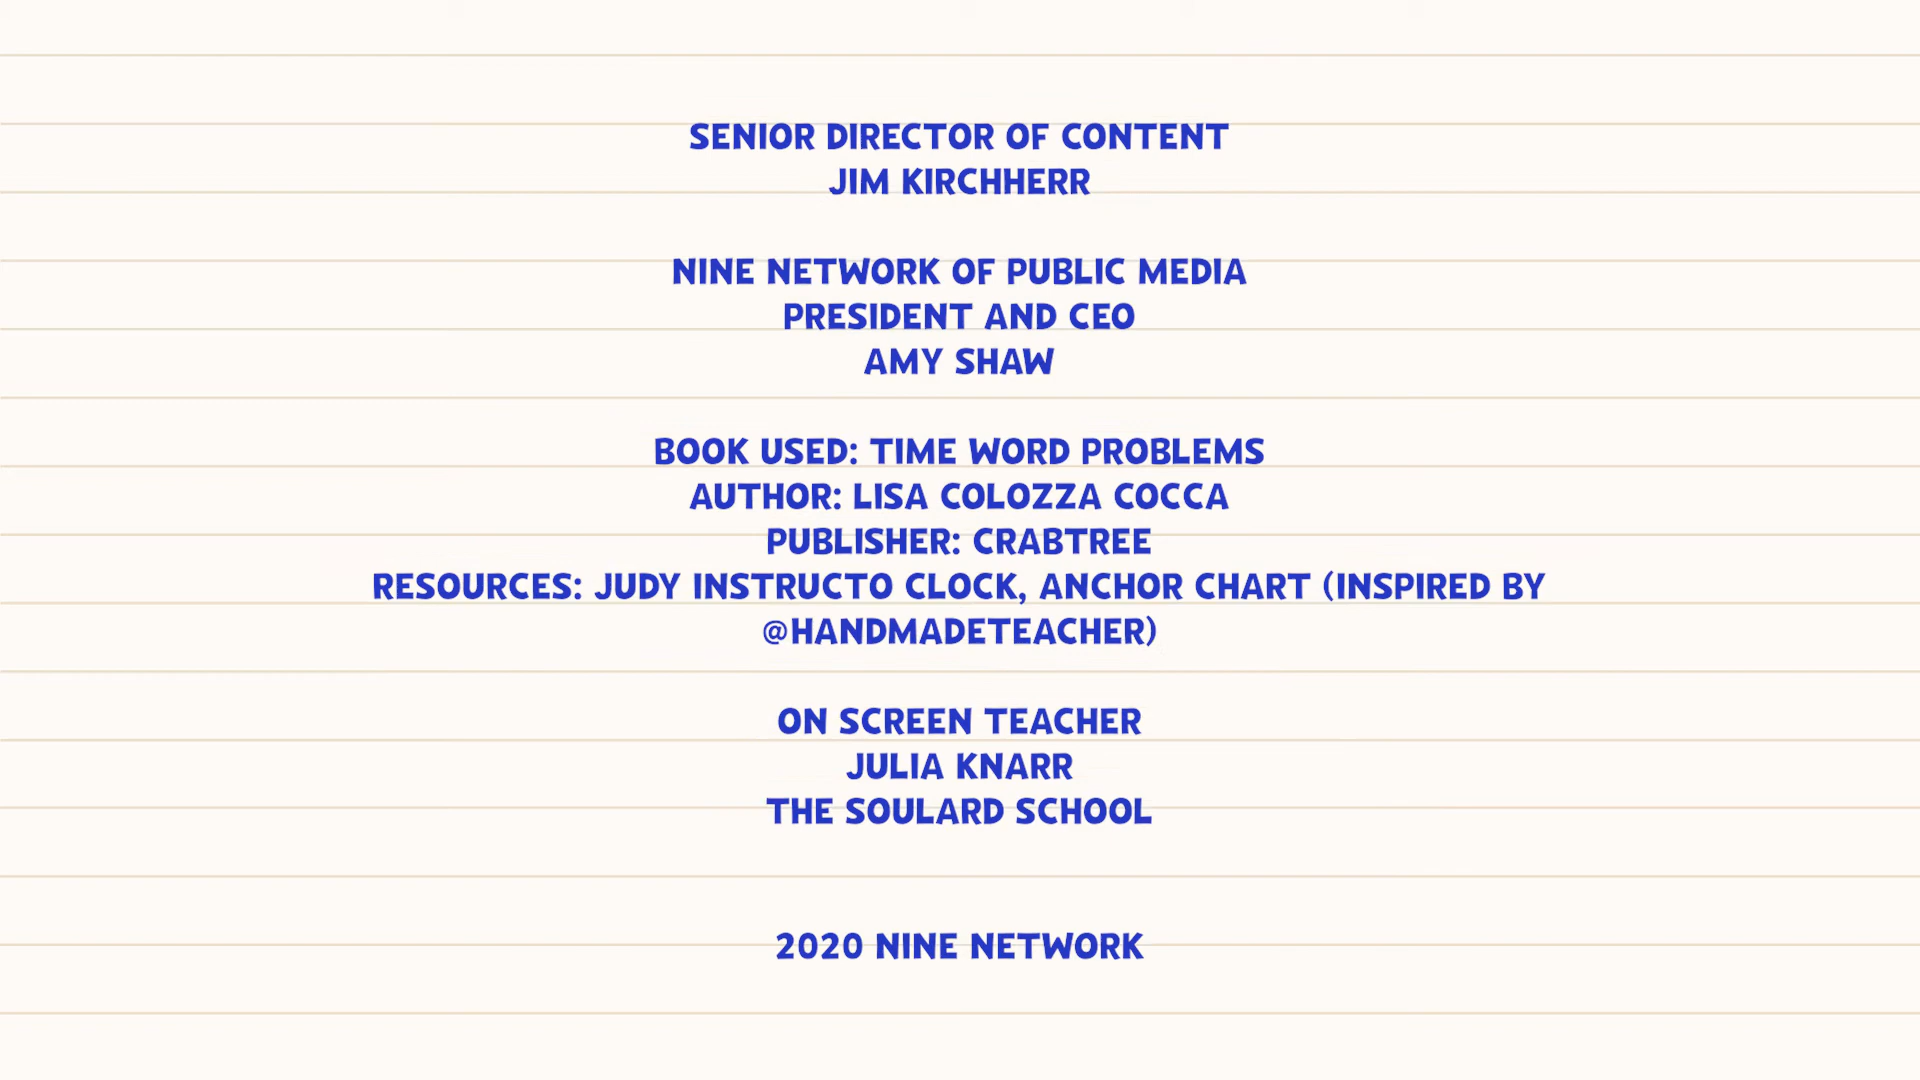 SENIOR DIRECTOR OF CONTENT
JIM KIRCHHERR
NINE NETWORK OF PUBLIC MEDIA
PRESIDENT AND CEO
AMY SHAW
BOOK USED: TIME WORD PROBLEMS
AUTHOR: LISA COLOZZA COCCA
PUBLISHER: CRABTREE
RESOURCES: JUDY INSTRUCTO CLOCK, ANCHOR CHART (INSPIRED BY
@HANDMADETEACHER)
ON SCREEN TEACHER
JULIA KNARR
THE SOULARD SCHOOL
2020 NINE NETWORK